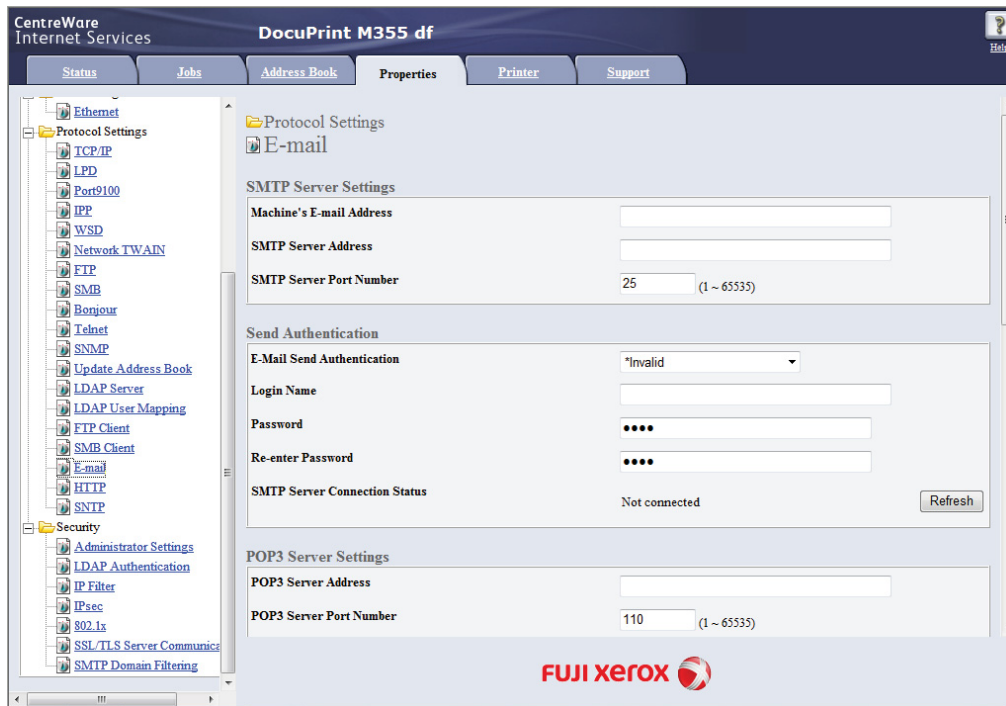 CentreWare
Internet Services
DocuPrint M355 df
Help
Status
Jobs
Address Book
Properties
Printer
Support
Ethernet
Protocol Settings
TCP/IP
LPD
Port9100
IPP
WSD
Network TWAIN
FTP
SMB
Bonjour
Telnet
SNMP
Update Address Book
LDAP Server
LDAP User Mapping
FTP Client
SMB Client
E-mail
HTTP
SNTP
Security
Administrator Settings
LDAP Authentication
IP Filter
IPsec
802.1x
SSL/TLS Server Communica
SMTP Domain Filtering
Protocol Settings
E-mail
SMTP Server Settings
Machine's E-mail Address
SMTP Server Address
SMTP Server Port Number 25 (1 ~ 65535)
Send Authentication
E-Mail Send Authentication *Invalid
Login Name
Password ••••
Re-enter Password ••••
SMTP Server Connection Status Not connected Refresh
POP3 Server Settings
POP3 Server Address
POP3 Server Port Number 110 (1 ~ 65535)
FUJI xerox